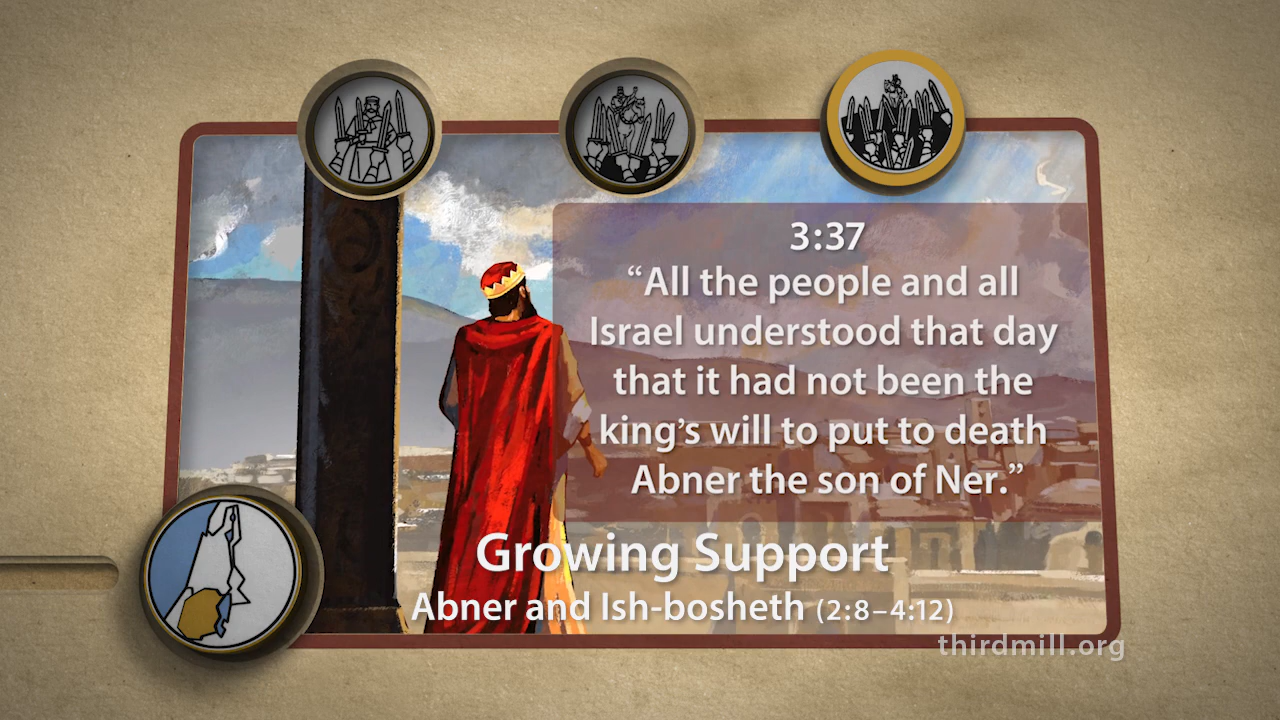 3:37
“All the people and all
Israel understood that day
that it had not been the
king’s will to put to death
Abner the son of Ner.”
Growing Support
Abner and Ish-bosheth (2:8–4:12)
thirdmill.org